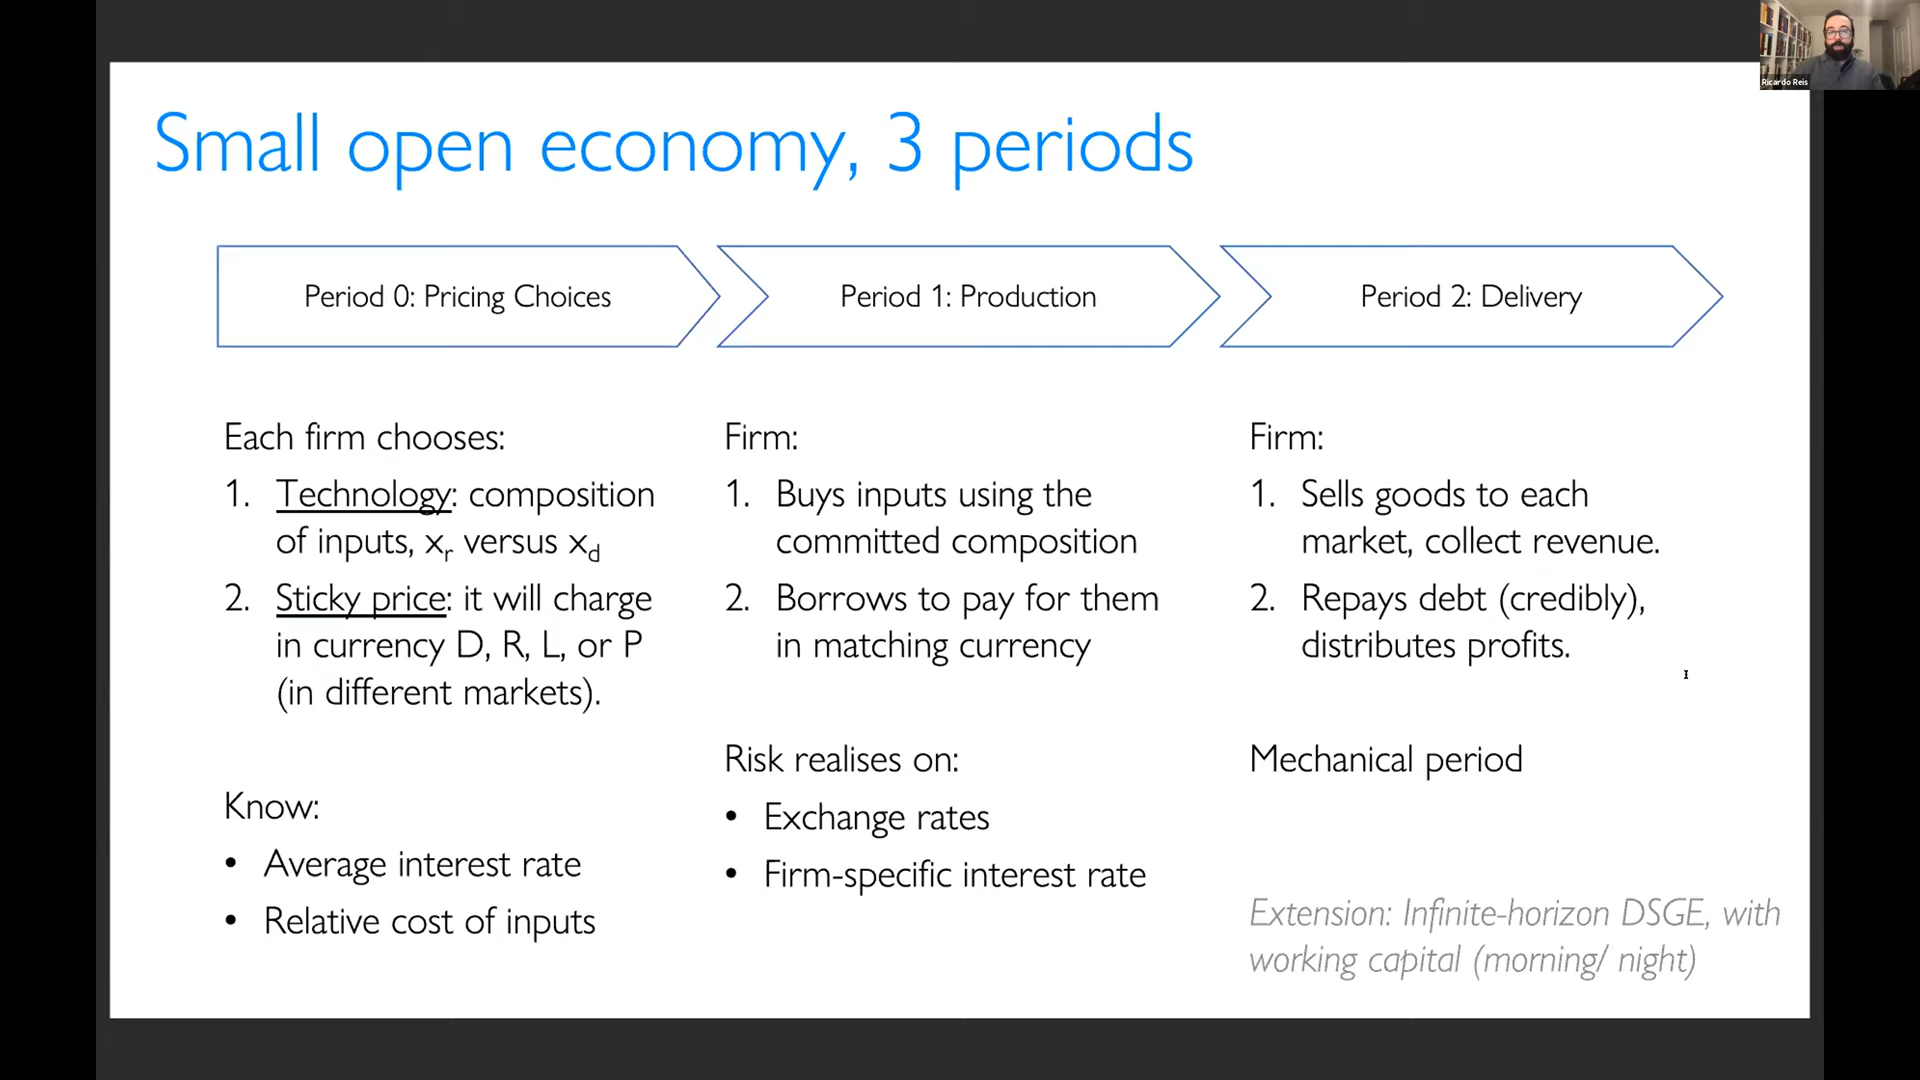 Ricardo Reis
Small open economy, 3 periods
Period 0: Pricing Choices
Period 1: Production
Period 2: Delivery
Each firm chooses:
1. Technology: composition
of inputs, xr versus xd
2. Sticky price: it will charge
in currency D, R, L, or P
(in different markets).
Know:
• Average interest rate
• Relative cost of inputs
Firm:
1. Buys inputs using the
committed composition
2. Borrows to pay for them
in matching currency
Risk realises on:
• Exchange rates
• Firm-specific interest rate
Firm:
1. Sells goods to each
market, collect revenue.
2. Repays debt (credibly),
distributes profits.
Mechanical period
Extension: Infinite-horizon DSGE, with
working capital (morning/ night)